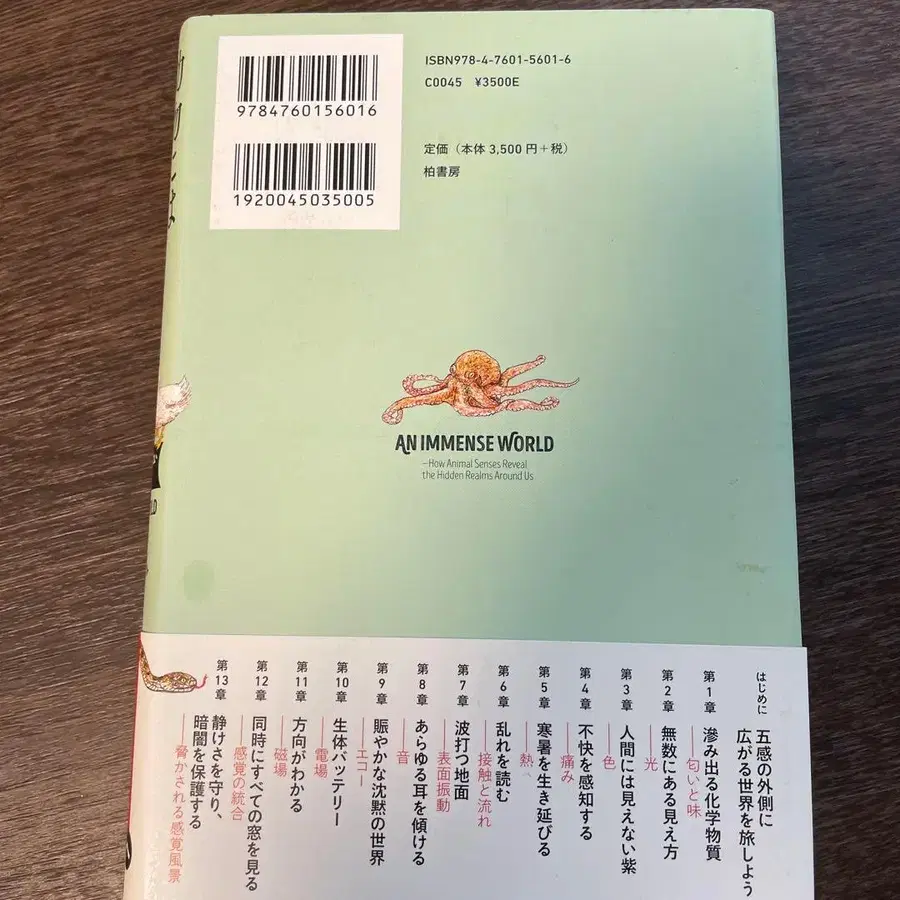 9784760156016
1920045035005
ISBN978-4-7601-5601-6
C0045 ¥3500E
定価（本体 3,500 円＋税）
柏書房
AN IMMENSE WORLD
—How Animal Senses Reveal
the Hidden Realms Around Us
はじめに
五感の外側に
広がる世界を旅しよう
第1章
滲み出る化学物質
——匂いと味
第2章
無数にある見え方
——光
第3章
人間には見えない紫
——色
第4章
不快を感知する
——痛み
第5章
寒暑を生き延びる
——熱
第6章
乱れを読む
——接触と流れ
第7章
波打つ地面
——表面振動
第8章
あらゆる耳を傾ける
——音
第9章
賑やかな沈黙の世界
——エコー
第10章
生体バッテリー
——電場
第11章
方向がわかる
——磁場
第12章
同時にすべての窓を見る
——感覚の統合
第13章
静けさを守り、
暗闇を保護する
——脅かされる感覚風景